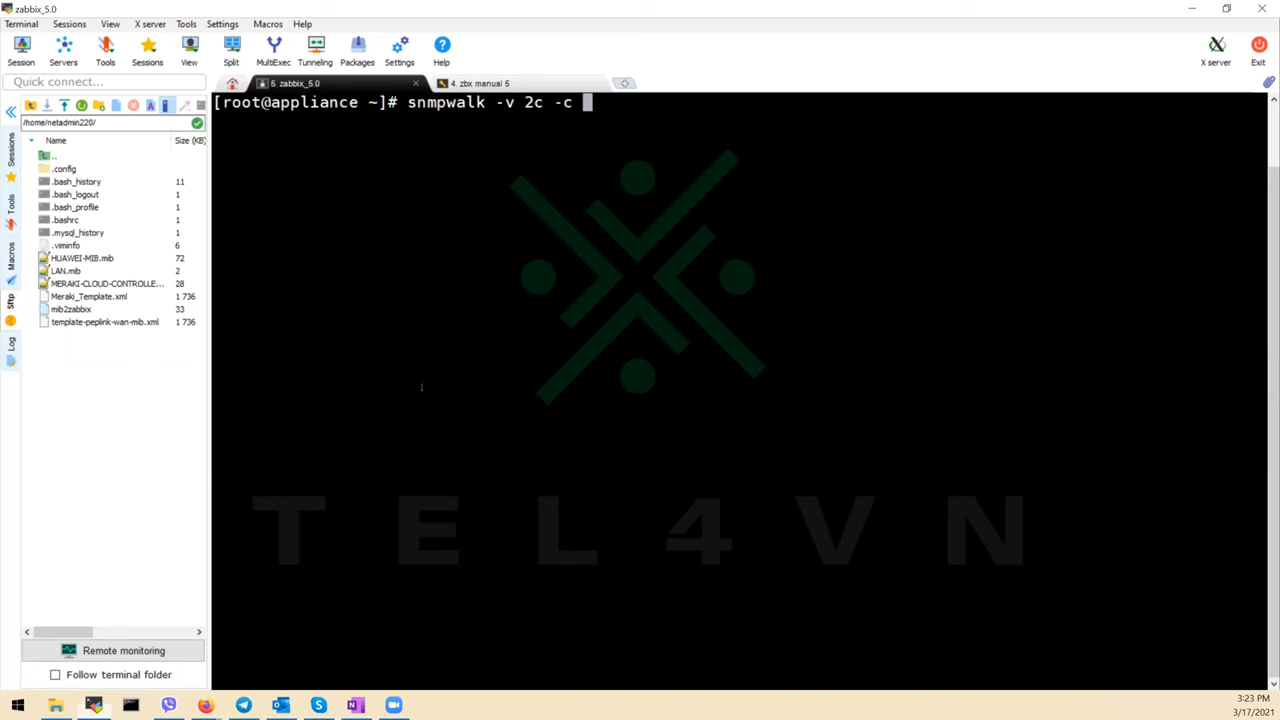 zabbix_5.0
Terminal Sessions View X server Tools Settings Macros Help
Session Servers Tools Sessions View Split MultiExec Tunneling Packages Settings Help X server Exit
Quick connect...
5. zabbix_5.0
4. zbx manual 5
/home/netadmin220/
Name Size (KB)
..
.config
.bash_history 11
.bash_logout 1
.bash_profile 1
.bashrc 1
.mysql_history 1
.viminfo 6
HUAWEI-MIB.mib 72
LAN.mib 2
MERAKI-CLOUD-CONTROLLE... 28
Meraki_Template.xml 1 736
mib2zabbix 33
template-peplink-wan-mib.xml 1 736
Sessions
Tools
Macros
Sftp
Log
[root@appliance ~]# snmpwalk -v 2c -c
TEL4VN
Remote monitoring
Follow terminal folder
3:23 PM
3/17/2021